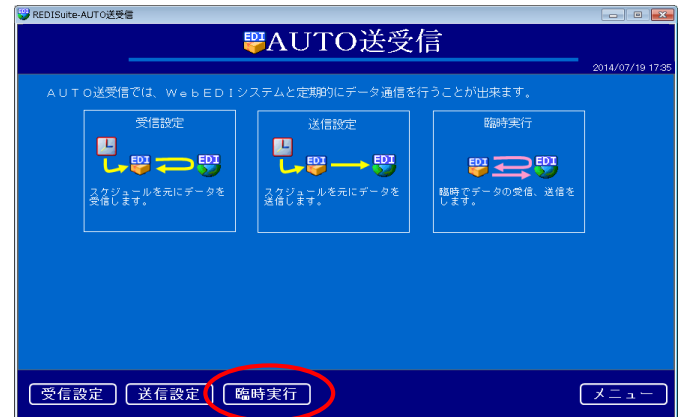 REDISuite-AUTO送受信
EDI AUTO送受信
2014/07/19 17:35
ＡＵＴＯ送受信では、ＷｅｂＥＤＩシステムと定期的にデータ通信を行うことが出来ます。
受信設定
EDI EDI
スケジュールを元にデータを
受信します。
送信設定
EDI EDI
スケジュールを元にデータを
送信します。
臨時実行
EDI EDI
臨時でデータの受信、送信を
します。
受信設定 送信設定 臨時実行 メニュー